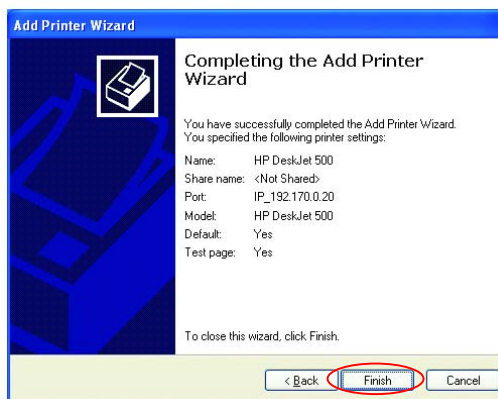 Add Printer Wizard
Completing the Add Printer
Wizard
You have successfully completed the Add Printer Wizard.
You specified the following printer settings:
Name: HP DeskJet 500
Share name: <Not Shared>
Port: IP_192.170.0.20
Model: HP DeskJet 500
Default: Yes
Test page: Yes
To close this wizard, click Finish.
< Back Finish Cancel